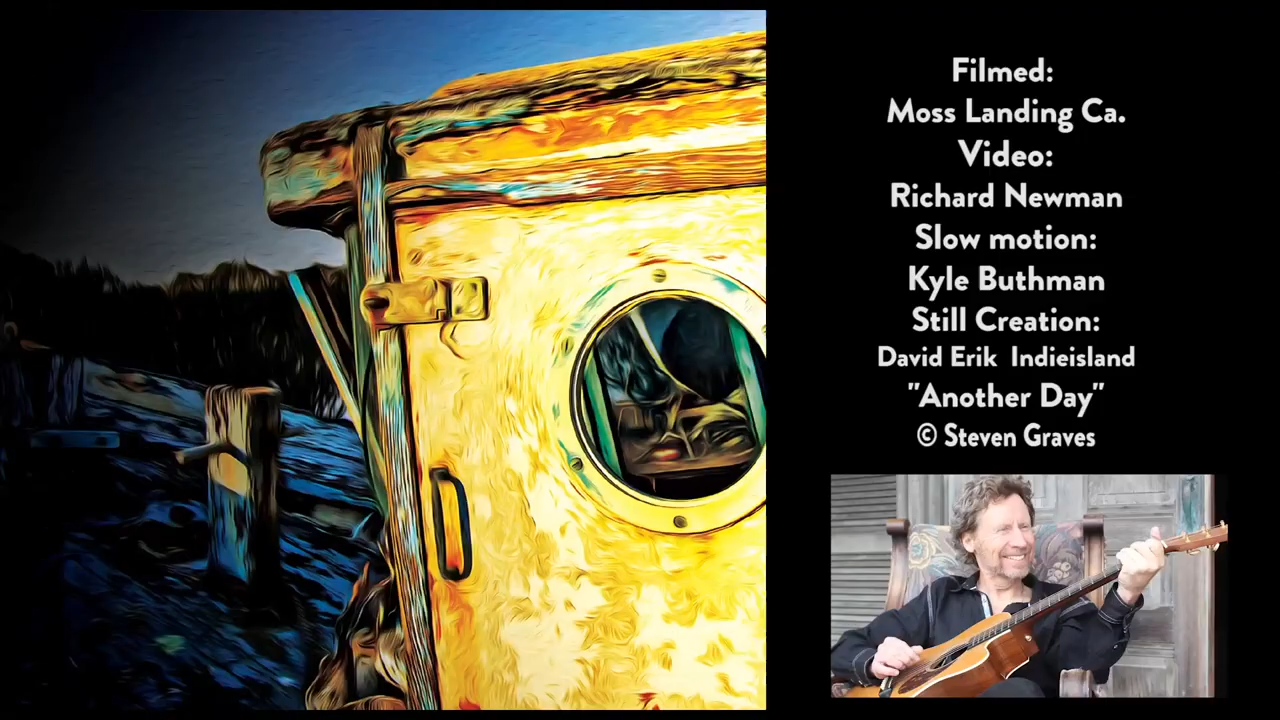 Filmed:
Moss Landing Ca.
Video:
Richard Newman
Slow motion:
Kyle Buthman
Still Creation:
David Erik Indieisland
"Another Day"
© Steven Graves